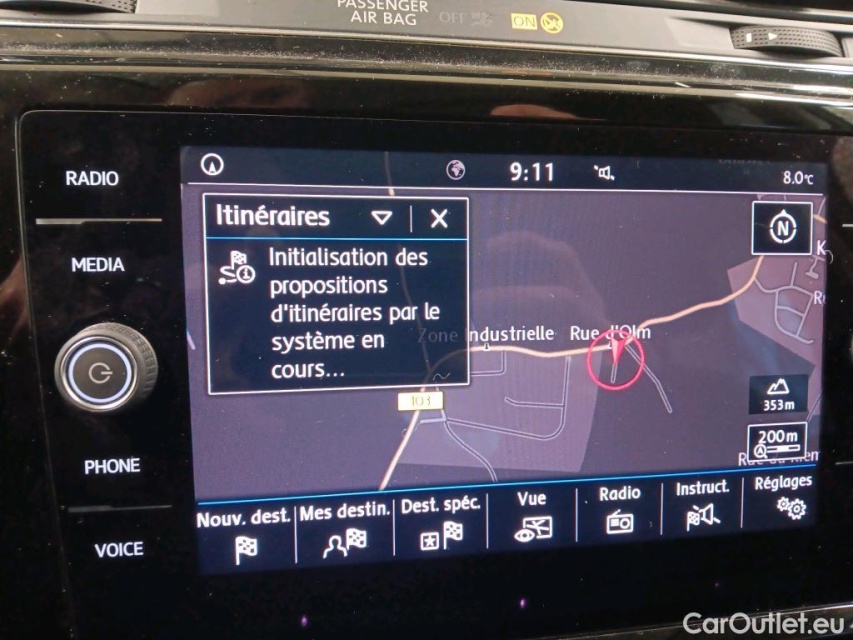 PASSENGER
AIR BAG OFF ON
RADIO
9:11
8.0°C
Itinéraires
Initialisation des
propositions
d'itinéraires par le
système en
cours...
N
MEDIA
Zone Industrielle Rue d'Olm
103
353m
200m
PHONE
Nouv. dest. Mes destin. Dest. spéc. Vue Radio Instruct. Réglages
VOICE
CarOutlet.eu